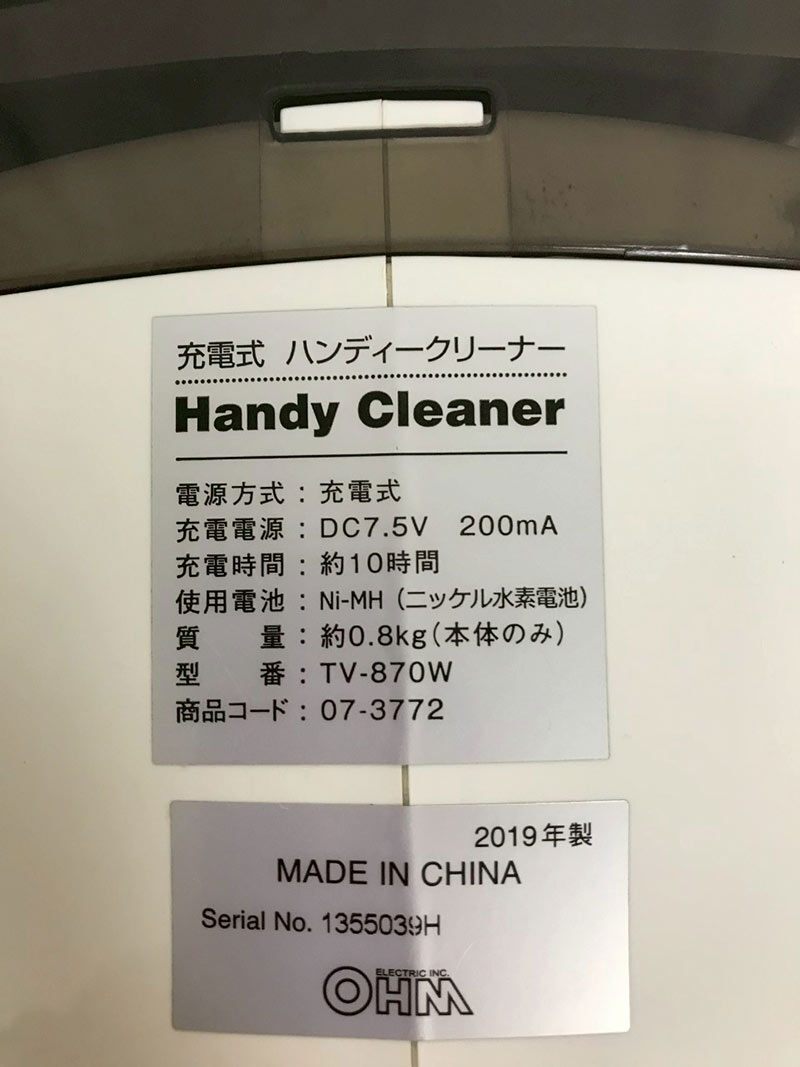 充電式 ハンディークリーナー
Handy Cleaner
電源方式：充電式
充電電源：DC7.5V 200mA
充電時間：約10時間
使用電池：Ni-MH（ニッケル水素電池）
質 量：約0.8kg（本体のみ）
型 番：TV-870W
商品コード：07-3772
2019年製
MADE IN CHINA
Serial No. 1355039H
ELECTRIC INC.
OHM